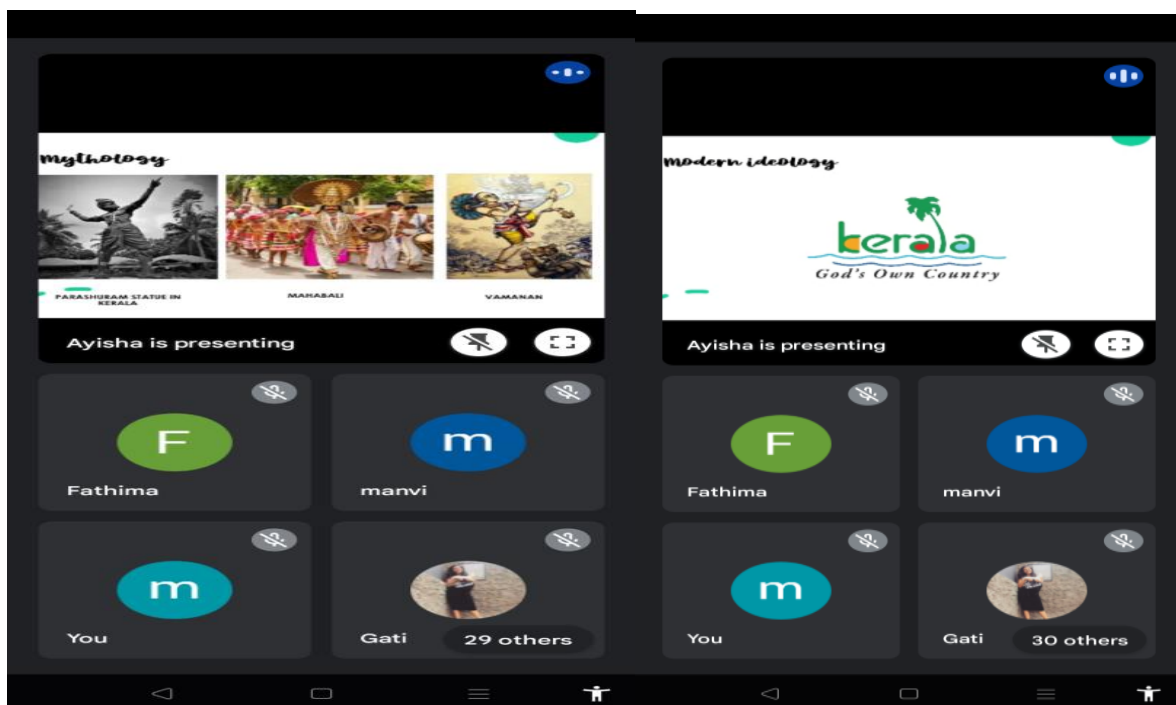 mythology
PARASHURAM STATUE IN
KERALA
MAHABALI
VAMANAN
Ayisha is presenting
F
Fathima
m
manvi
m
You
Gati
29 others
modern ideology
kerala
God's Own Country
Ayisha is presenting
F
Fathima
m
manvi
m
You
Gati
30 others